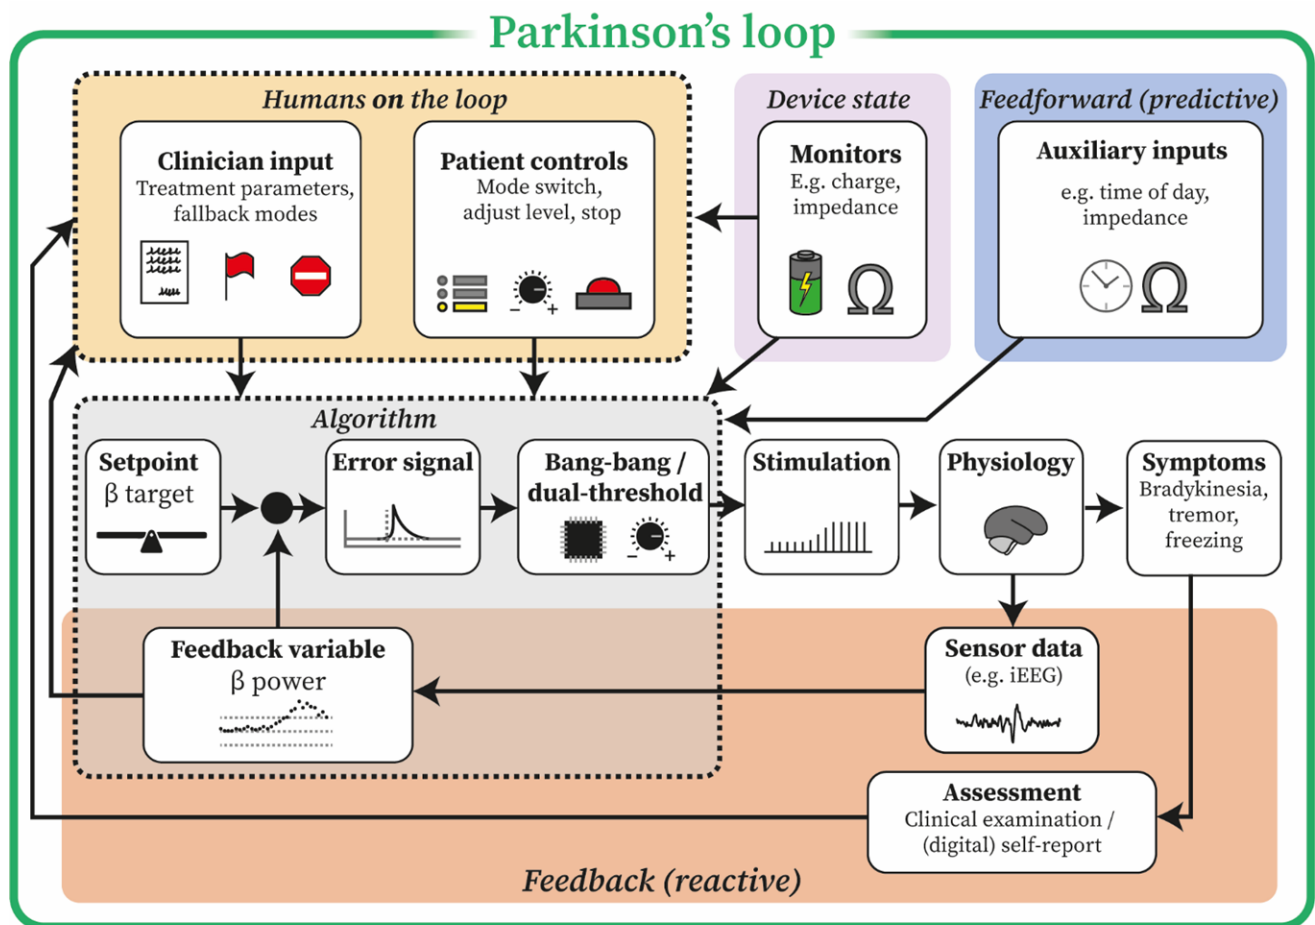 Parkinson's loop
Humans on the loop
Clinician input
Treatment parameters,
fallback modes
Patient controls
Mode switch,
adjust level, stop
- +
Device state
Monitors
E.g. charge,
impedance
Ω
Feedforward (predictive)
Auxiliary inputs
e.g. time of day,
impedance
Ω
Algorithm
Setpoint
β target
Error signal
Bang-bang /
dual-threshold
- +
Stimulation
Physiology
Symptoms
Bradykinesia,
tremor,
freezing
Feedback variable
β power
Sensor data
(e.g. iEEG)
Assessment
Clinical examination /
(digital) self-report
Feedback (reactive)